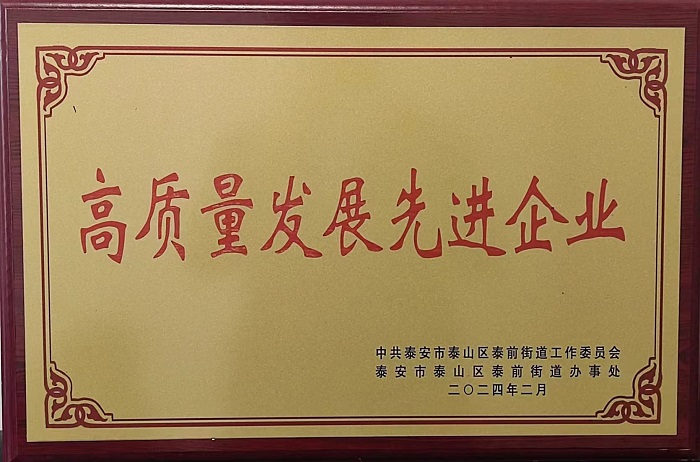 高质量发展先进企业
中共泰安市泰山区泰前街道工作委员会
泰安市泰山区泰前街道办事处
二〇二四年二月